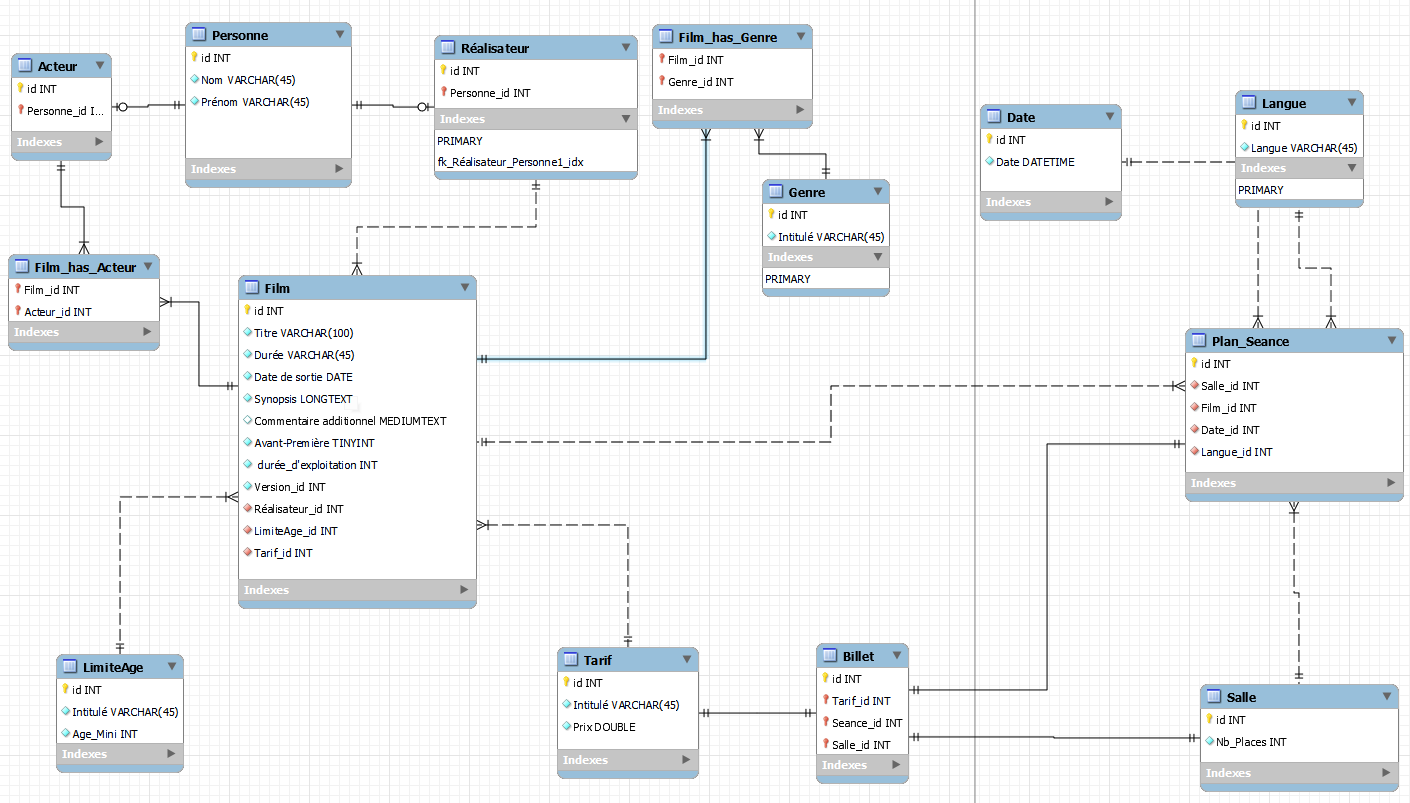 Acteur
id INT
Personne_id I...
Indexes
Personne
id INT
Nom VARCHAR(45)
Prénom VARCHAR(45)
Indexes
Réalisateur
id INT
Personne_id INT
Indexes
PRIMARY
fk_Réalisateur_Personne1_idx
Film_has_Genre
Film_id INT
Genre_id INT
Indexes
Genre
id INT
Intitulé VARCHAR(45)
Indexes
PRIMARY
Date
id INT
Date DATETIME
Indexes
Langue
id INT
Langue VARCHAR(45)
Indexes
PRIMARY
Film_has_Acteur
Film_id INT
Acteur_id INT
Indexes
Film
id INT
Titre VARCHAR(100)
Durée VARCHAR(45)
Date de sortie DATE
Synopsis LONGTEXT
Commentaire additionnel MEDIUMTEXT
Avant-Première TINYINT
durée_d'exploitation INT
Version_id INT
Réalisateur_id INT
LimiteAge_id INT
Tarif_id INT
Indexes
Plan_Seance
id INT
Salle_id INT
Film_id INT
Date_id INT
Langue_id INT
Indexes
LimiteAge
id INT
Intitulé VARCHAR(45)
Age_Mini INT
Indexes
Tarif
id INT
Intitulé VARCHAR(45)
Prix DOUBLE
Indexes
Billet
id INT
Tarif_id INT
Seance_id INT
Salle_id INT
Indexes
Salle
id INT
Nb_Places INT
Indexes